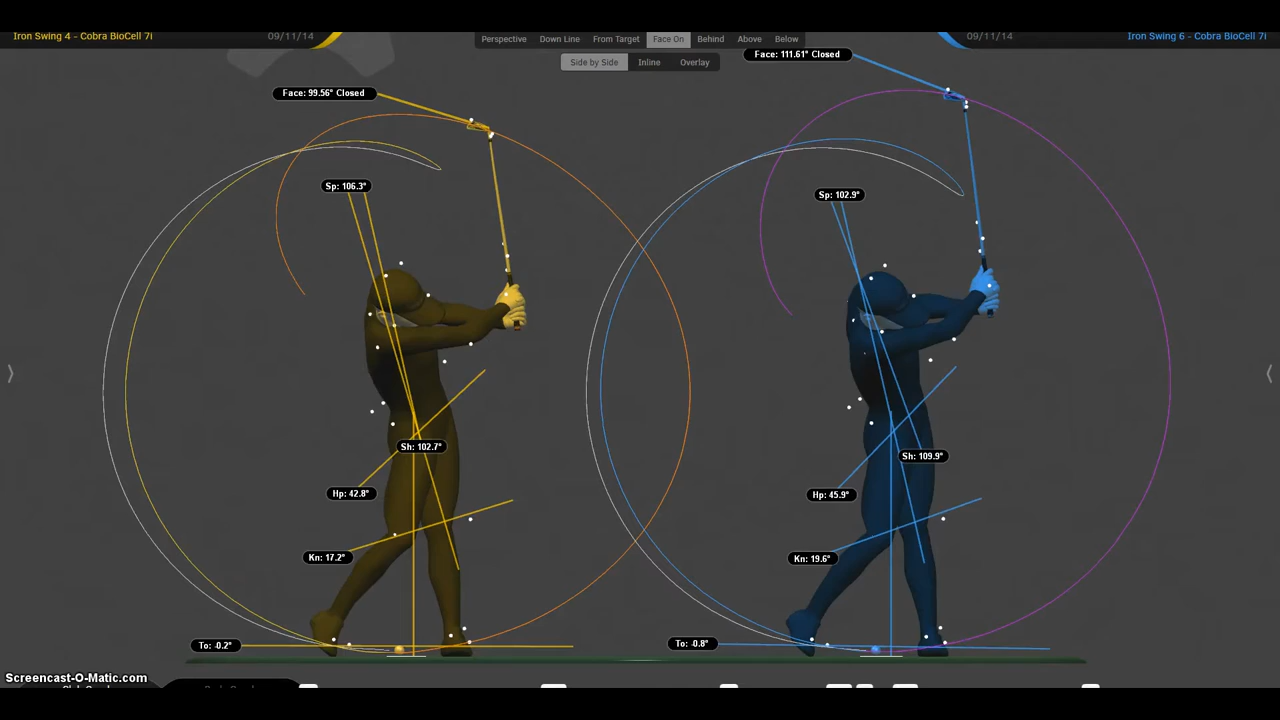 Iron Swing 4 - Cobra BioCell 7i
09/11/14
Perspective Down Line From Target Face On Behind Above Below
09/11/14
Iron Swing 6 - Cobra BioCell 7i
Side by Side Inline Overlay
Face: 111.61° Closed
Face: 99.56° Closed
Sp: 106.3°
Sp: 102.9°
Sh: 102.7°
Sh: 109.9°
Hp: 42.8°
Hp: 45.9°
Kn: 17.2°
Kn: 19.6°
To: -0.2°
To: -0.8°
Screencast-O-Matic.com